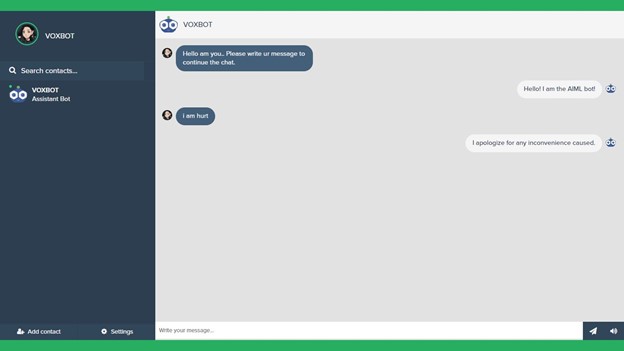 VOXBOT
Search contacts...
VOXBOT
Assistant Bot
Add contact
Settings
VOXBOT
Hello am you.. Please write ur message to
continue the chat.
Hello! I am the AIML bot!
i am hurt
I apologize for any inconvenience caused.
Write your message...